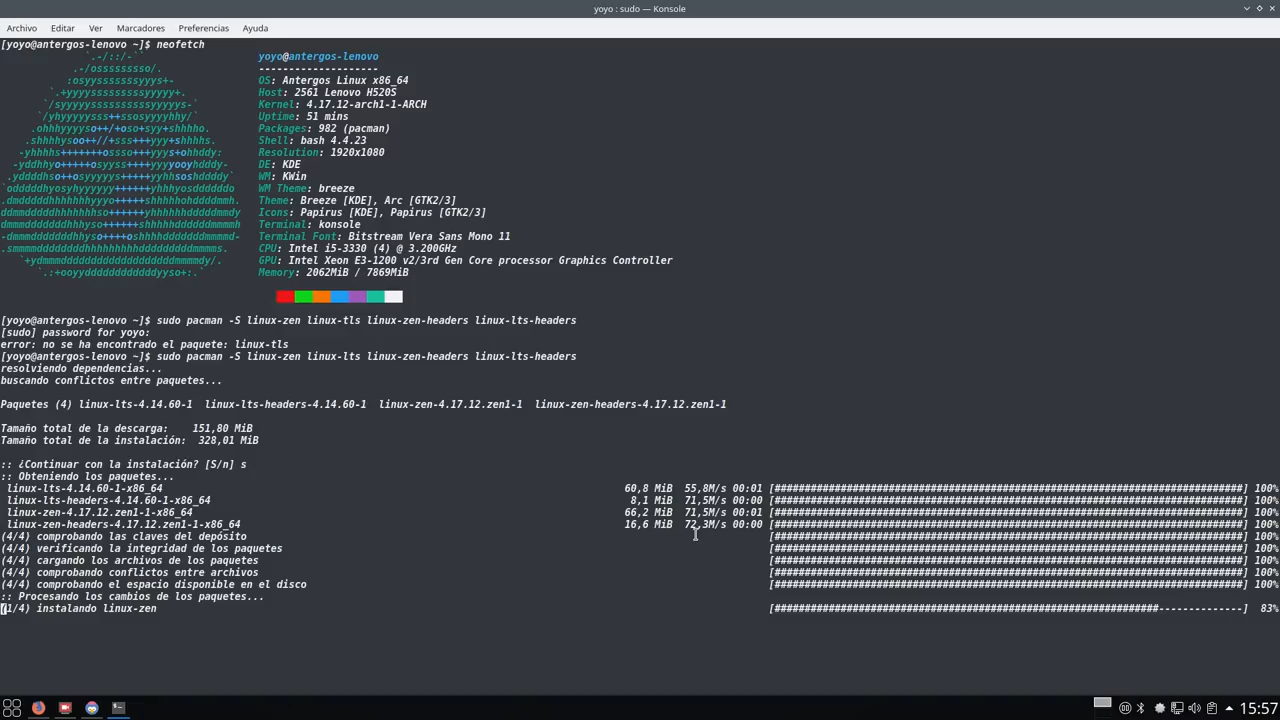 yoyo : sudo — Konsole
Archivo Editar Ver Marcadores Preferencias Ayuda
[yoyo@antergos-lenovo ~]$ neofetch
yoyo@antergos-lenovo
--------------------
OS: Antergos Linux x86_64
Host: 2561 Lenovo H520S
Kernel: 4.17.12-arch1-1-ARCH
Uptime: 51 mins
Packages: 982 (pacman)
Shell: bash 4.4.23
Resolution: 1920x1080
DE: KDE
WM: KWin
WM Theme: breeze
Theme: Breeze [KDE], Arc [GTK2/3]
Icons: Papirus [KDE], Papirus [GTK2/3]
Terminal: konsole
Terminal Font: Bitstream Vera Sans Mono 11
CPU: Intel i5-3330 (4) @ 3.200GHz
GPU: Intel Xeon E3-1200 v2/3rd Gen Core processor Graphics Controller
Memory: 2062MiB / 7869MiB
[yoyo@antergos-lenovo ~]$ sudo pacman -S linux-zen linux-tls linux-zen-headers linux-lts-headers
[sudo] password for yoyo:
error: no se ha encontrado el paquete: linux-tls
[yoyo@antergos-lenovo ~]$ sudo pacman -S linux-zen linux-lts linux-zen-headers linux-lts-headers
resolviendo dependencias...
buscando conflictos entre paquetes...
Paquetes (4) linux-lts-4.14.60-1 linux-lts-headers-4.14.60-1 linux-zen-4.17.12.zen1-1 linux-zen-headers-4.17.12.zen1-1
Tamaño total de la descarga: 151,80 MiB
Tamaño total de la instalación: 328,01 MiB
:: ¿Continuar con la instalación? [S/n] s
:: Obteniendo los paquetes...
linux-lts-4.14.60-1-x86_64 60,8 MiB 55,8M/s 00:01 [##############################################################################] 100%
linux-lts-headers-4.14.60-1-x86_64 8,1 MiB 71,5M/s 00:00 [##############################################################################] 100%
linux-zen-4.17.12.zen1-1-x86_64 66,2 MiB 71,5M/s 00:01 [##############################################################################] 100%
linux-zen-headers-4.17.12.zen1-1-x86_64 16,6 MiB 72,3M/s 00:00 [##############################################################################] 100%
(4/4) comprobando las claves del depósito [##############################################################################] 100%
(4/4) verificando la integridad de los paquetes [##############################################################################] 100%
(4/4) cargando los archivos de los paquetes [##############################################################################] 100%
(4/4) comprobando conflictos entre archivos [##############################################################################] 100%
(4/4) comprobando el espacio disponible en el disco [##############################################################################] 100%
:: Procesando los cambios de los paquetes...
(1/4) instalando linux-zen [################################################################--------------] 83%
15:57